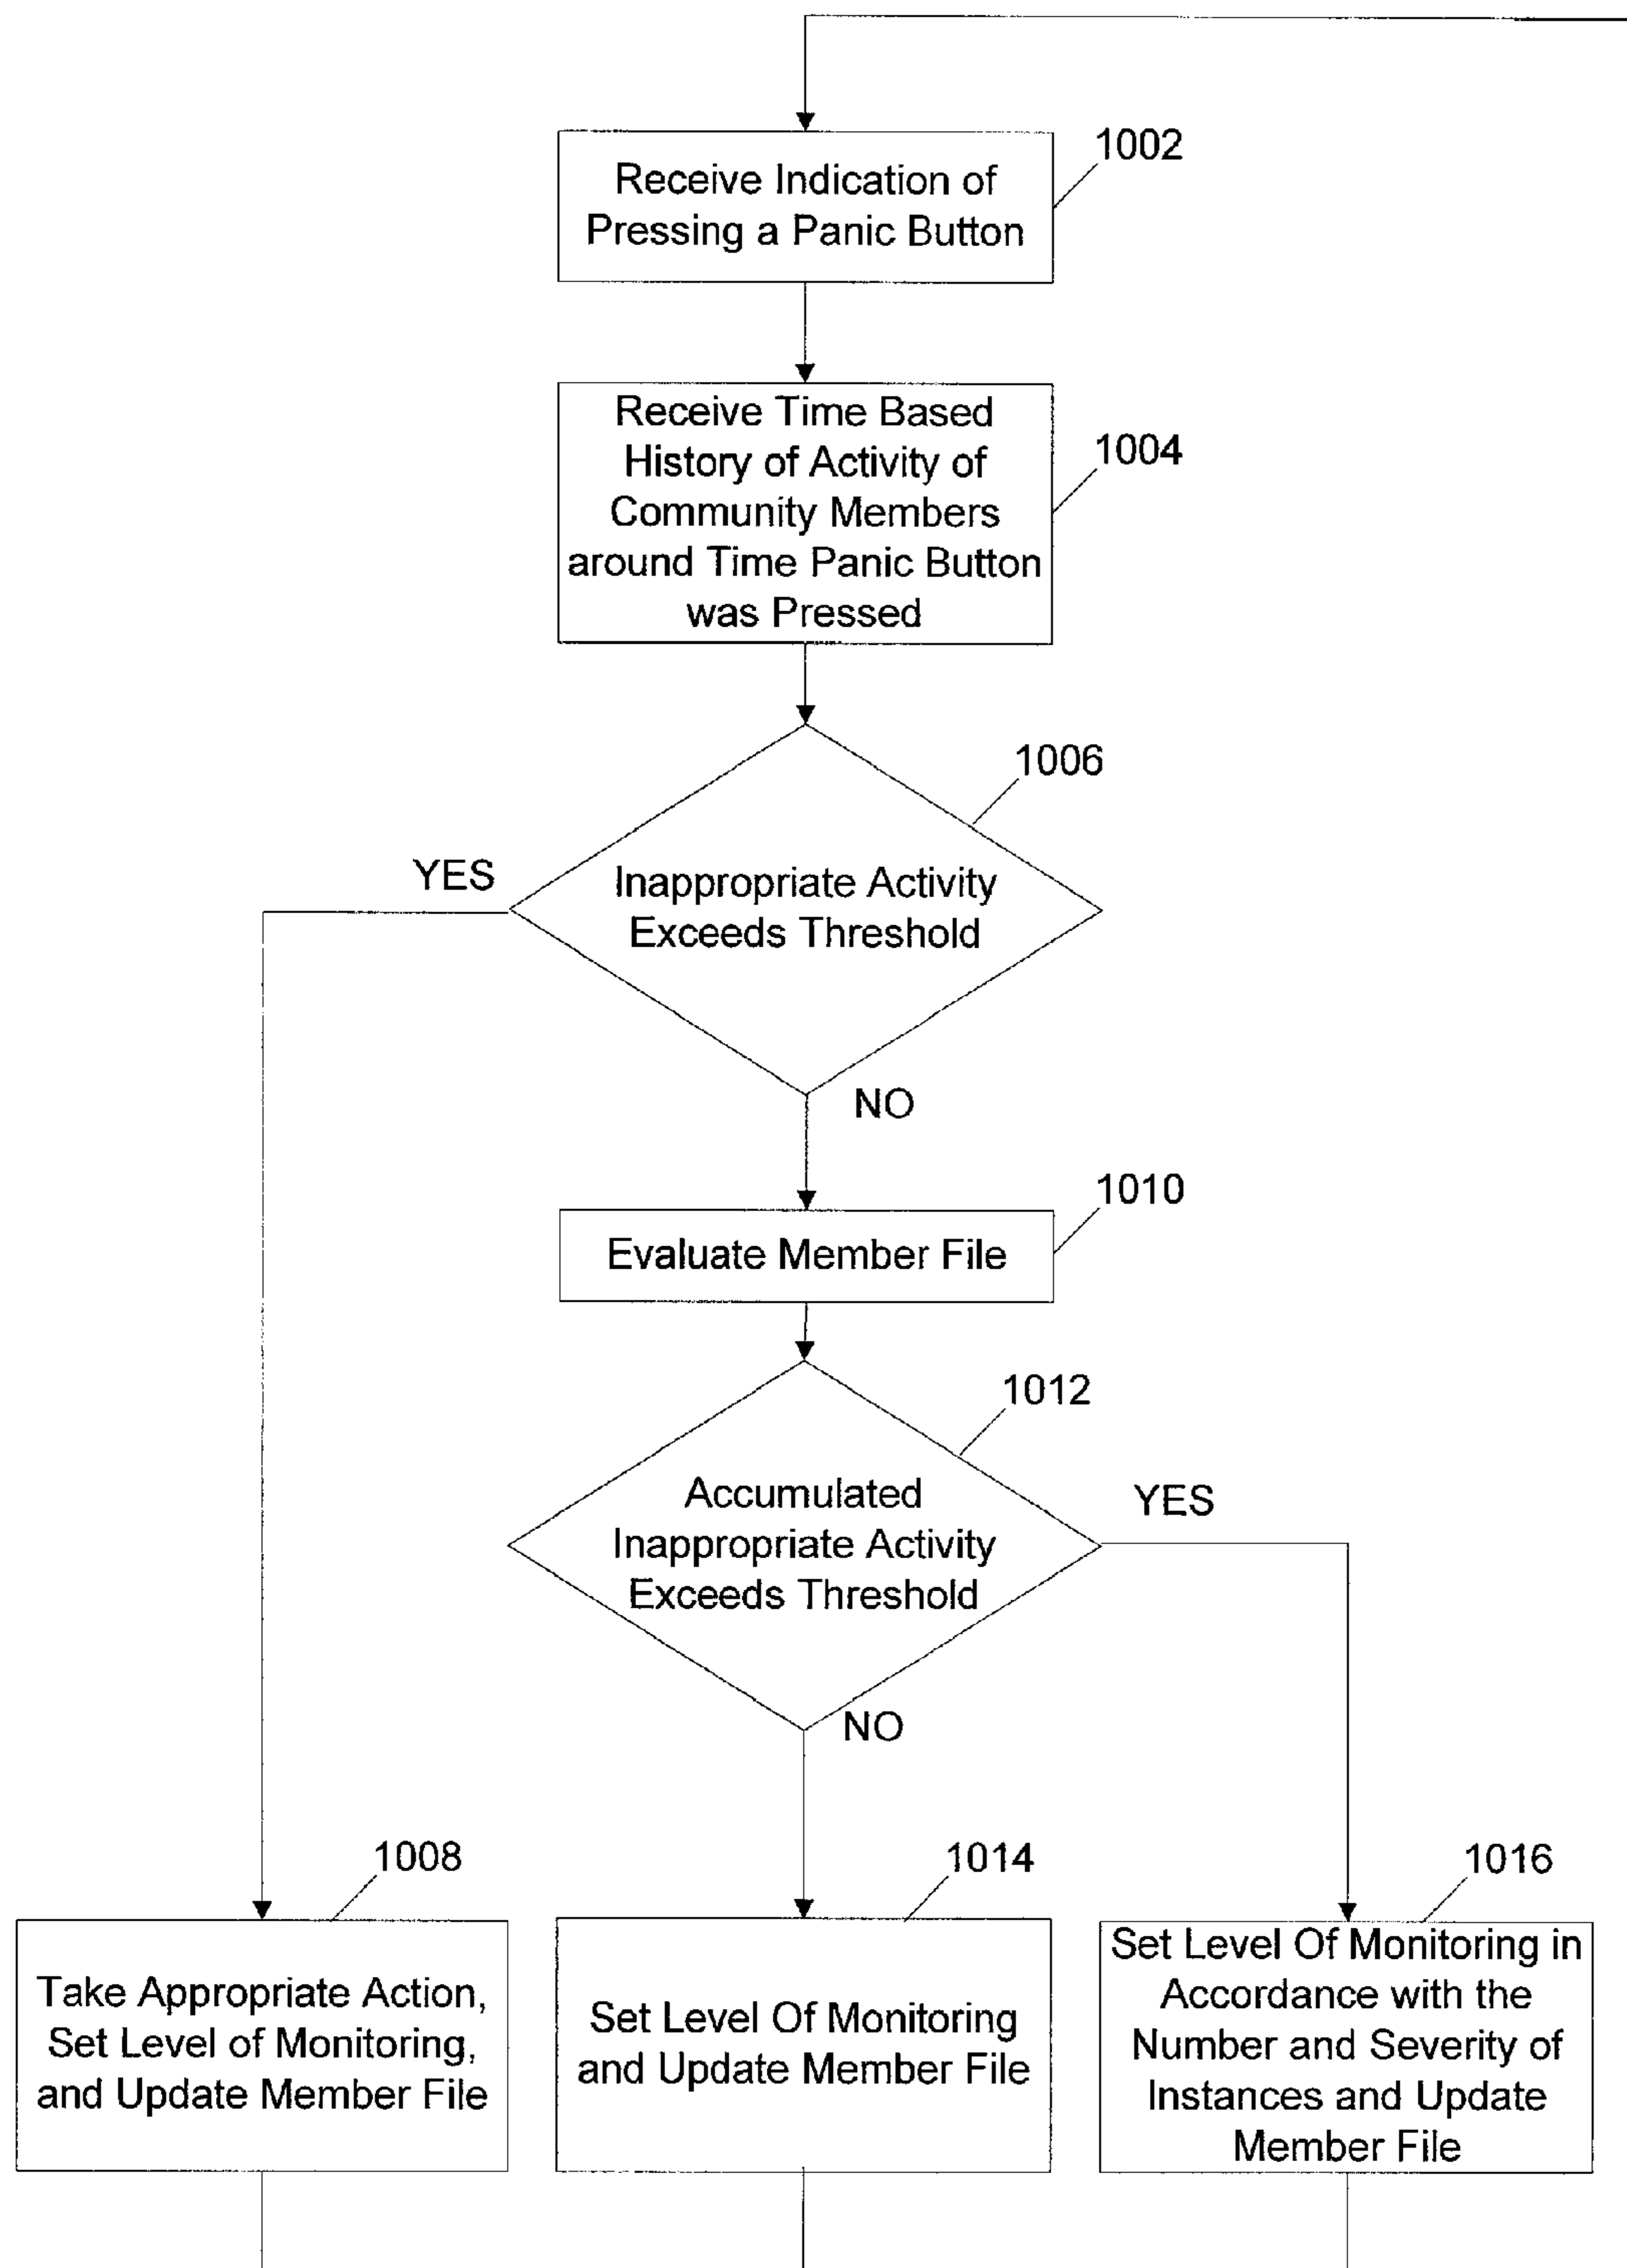 1002
Receive Indication of
Pressing a Panic Button
1004
Receive Time Based
History of Activity of
Community Members
around Time Panic Button
was Pressed
1006
YES
Inappropriate Activity
Exceeds Threshold
NO
1010
Evaluate Member File
1012
Accumulated
Inappropriate Activity
Exceeds Threshold
YES
NO
1008
Take Appropriate Action,
Set Level of Monitoring,
and Update Member File
1014
Set Level Of Monitoring
and Update Member File
1016
Set Level Of Monitoring in
Accordance with the
Number and Severity of
Instances and Update
Member File